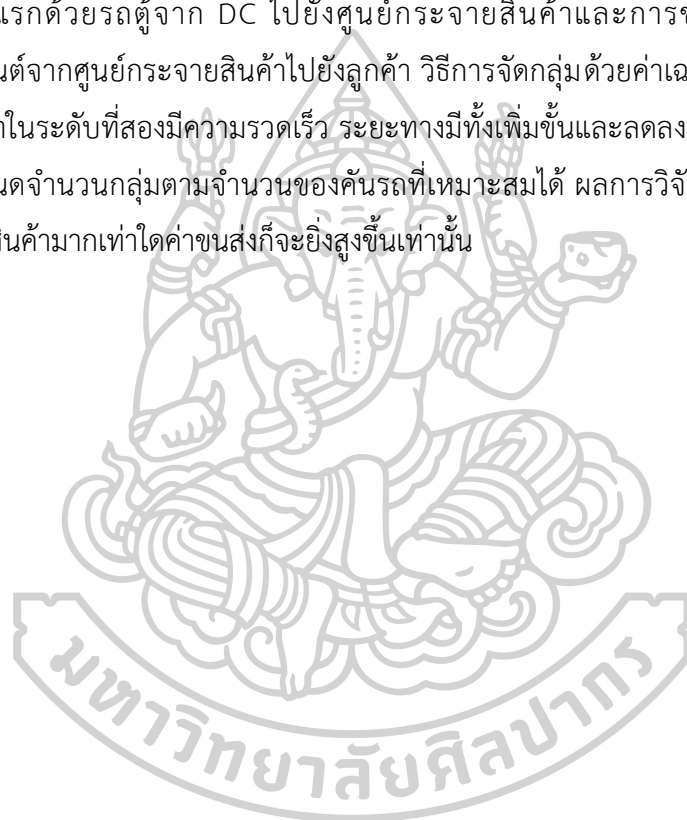 แรกด้วยรถตู้จาก DC ไปยังศูนย์กระจายสินค้าและการข
นต์จากศูนย์กระจายสินค้าไปยังลูกค้า วิธีการจัดกลุ่มด้วยค่าเฉ
าในระดับที่สองมีความรวดเร็ว ระยะทางมีทั้งเพิ่มขึ้นและลดลง
นดจำนวนกลุ่มตามจำนวนของคันรถที่เหมาะสมได้ ผลการวิจั
สินค้ามากเท่าใดค่าขนส่งก็จะยิ่งสูงขึ้นเท่านั้น
มหาวิทยาลัยศิลปากร